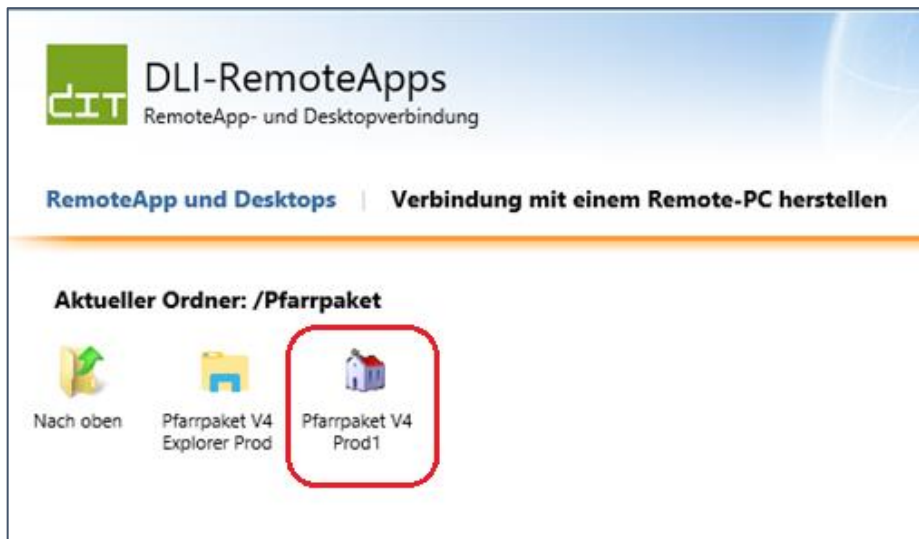 dIT
DLI-RemoteApps
RemoteApp- und Desktopverbindung
RemoteApp und Desktops | Verbindung mit einem Remote-PC herstellen
Aktueller Ordner: /Pfarrpaket
Nach oben
Pfarrpaket V4
Explorer Prod
Pfarrpaket V4
Prod1